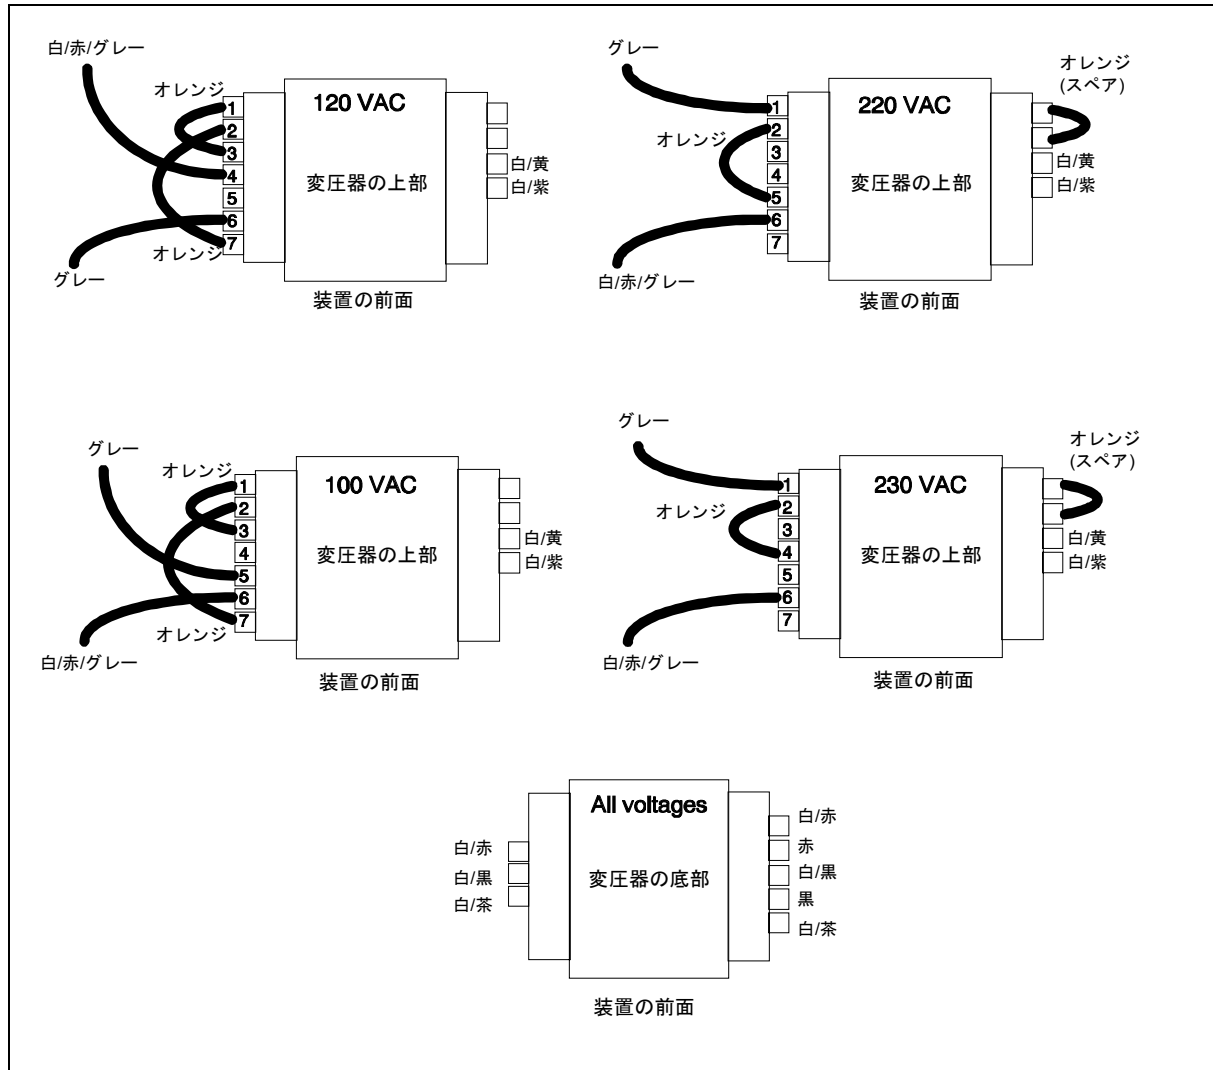 白/赤/グレー
オレンジ
1
2
3
4
5
6
7
オレンジ
グレー
120 VAC
変圧器の上部
白/黄
白/紫
装置の前面
グレー
オレンジ
1
2
3
4
5
6
7
白/赤/グレー
220 VAC
変圧器の上部
オレンジ
(スペア)
白/黄
白/紫
装置の前面
グレー
オレンジ
1
2
3
4
5
6
7
オレンジ
白/赤/グレー
100 VAC
変圧器の上部
白/黄
白/紫
装置の前面
グレー
オレンジ
1
2
3
4
5
6
7
白/赤/グレー
230 VAC
変圧器の上部
オレンジ
(スペア)
白/黄
白/紫
装置の前面
白/赤
白/黒
白/茶
All voltages
変圧器の底部
白/赤
赤
白/黒
黒
白/茶
装置の前面